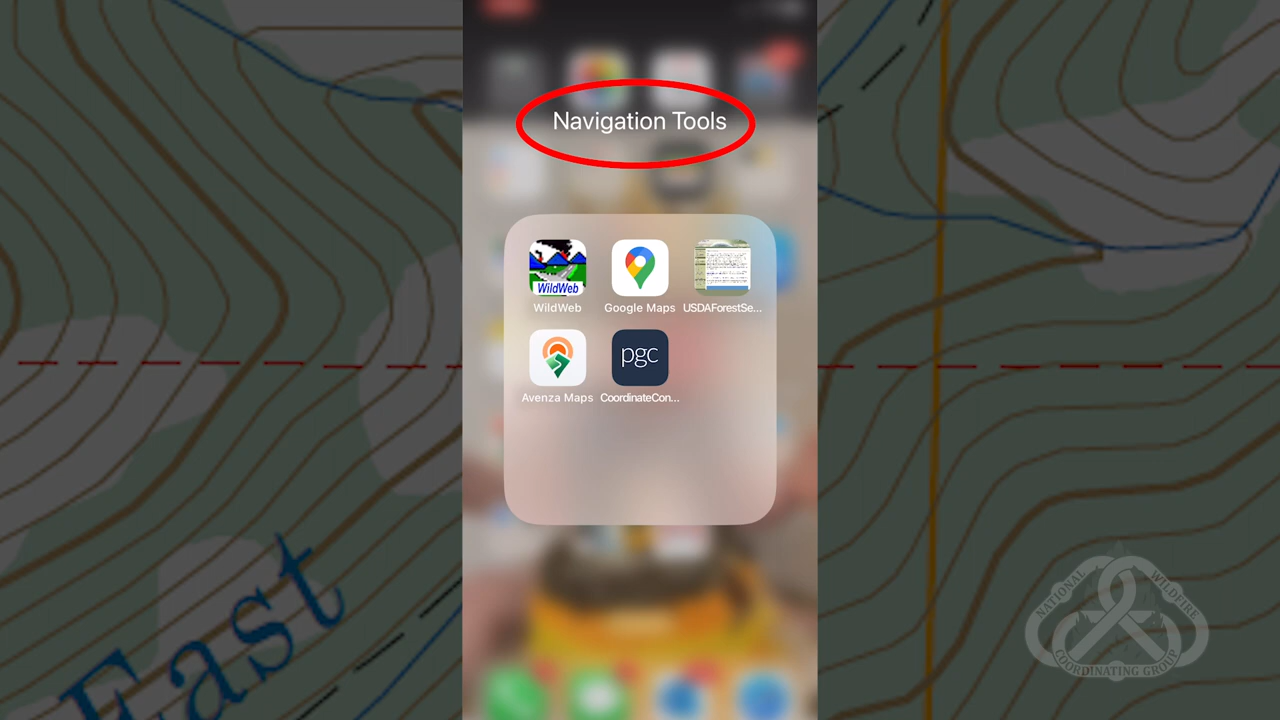 Navigation Tools
WildWeb
WildWeb
Google Maps
USDAForestSe...
pgc
Avenza Maps
CoordinateCon...
East
NATIONAL
WILDFIRE
COORDINATING GROUP